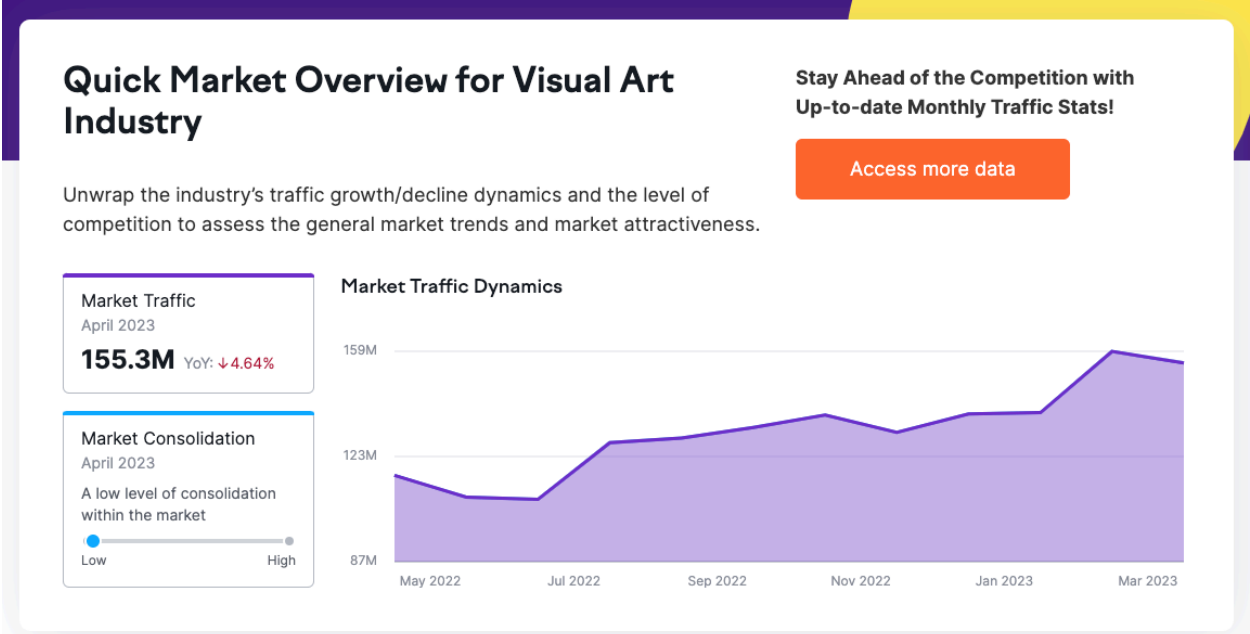 Quick Market Overview for Visual Art
Industry
Stay Ahead of the Competition with
Up-to-date Monthly Traffic Stats!
Access more data
Unwrap the industry’s traffic growth/decline dynamics and the level of
competition to assess the general market trends and market attractiveness.
Market Traffic
April 2023
155.3M YoY: ↓4.64%
Market Consolidation
April 2023
A low level of consolidation
within the market
Low High
Market Traffic Dynamics
159M
123M
87M
May 2022 Jul 2022 Sep 2022 Nov 2022 Jan 2023 Mar 2023